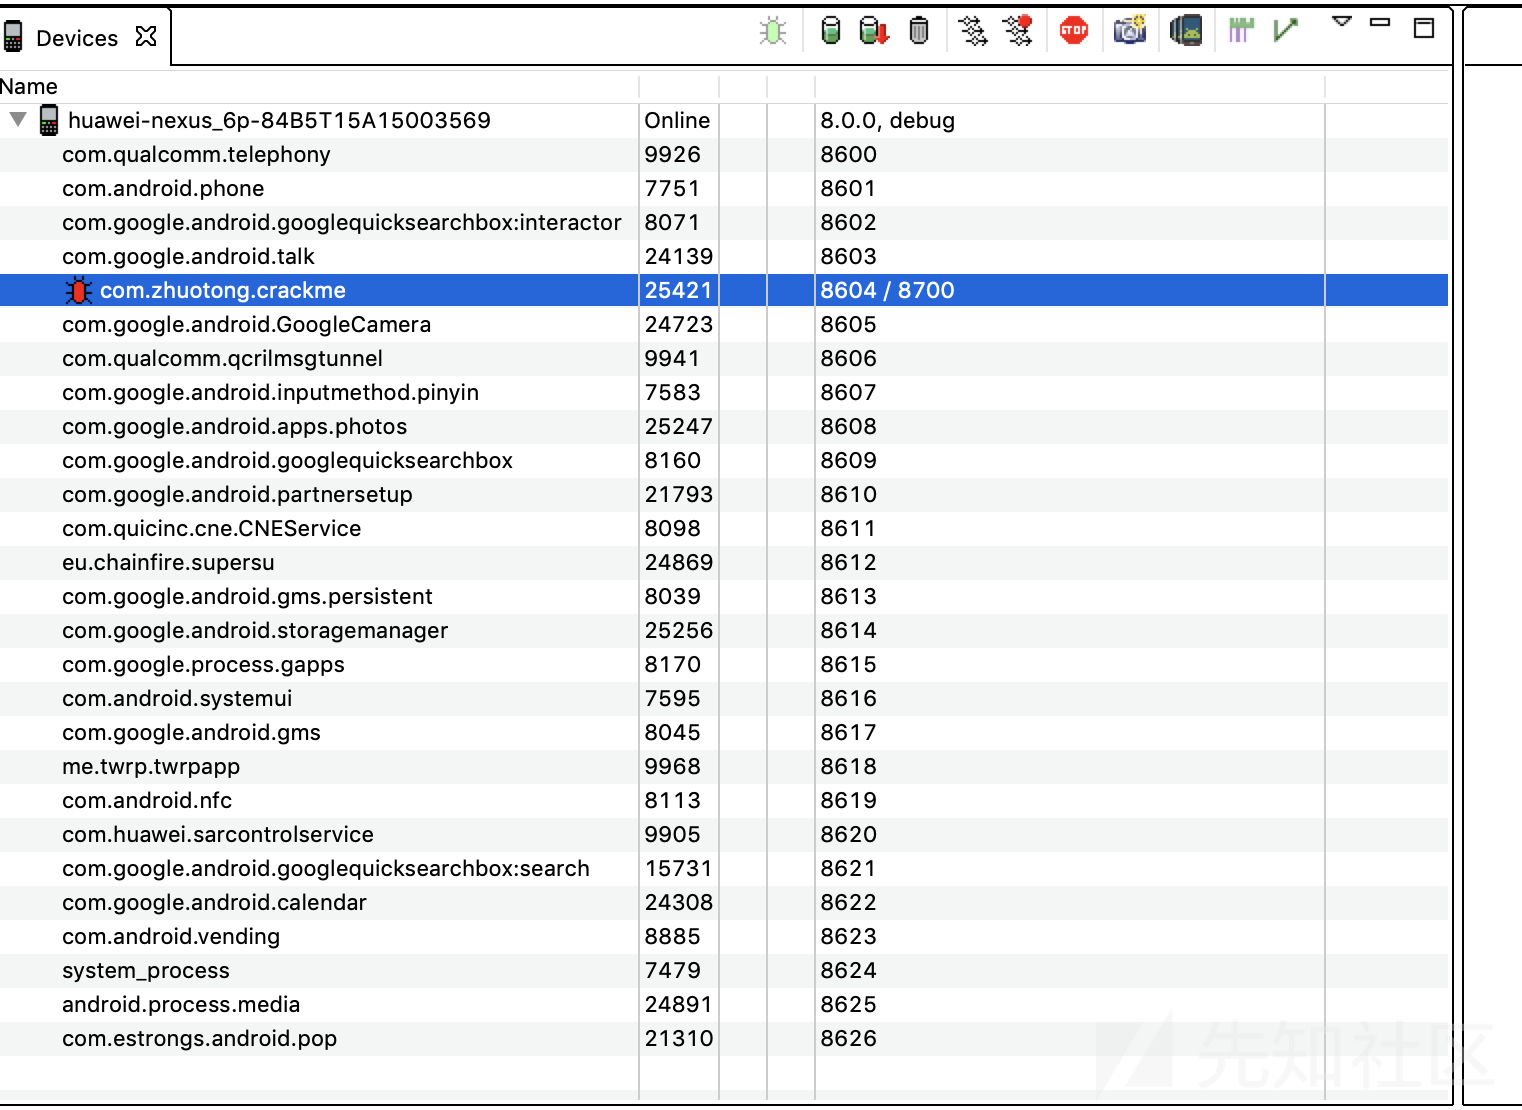 Devices
STOP
Name
huawei-nexus_6p-84B5T15A15003569 Online 8.0.0, debug
com.qualcomm.telephony 9926 8600
com.android.phone 7751 8601
com.google.android.googlequicksearchbox:interactor 8071 8602
com.google.android.talk 24139 8603
com.zhuotong.crackme 25421 8604 / 8700
com.google.android.GoogleCamera 24723 8605
com.qualcomm.qcrilmsgtunnel 9941 8606
com.google.android.inputmethod.pinyin 7583 8607
com.google.android.apps.photos 25247 8608
com.google.android.googlequicksearchbox 8160 8609
com.google.android.partnersetup 21793 8610
com.quicinc.cne.CNEService 8098 8611
eu.chainfire.supersu 24869 8612
com.google.android.gms.persistent 8039 8613
com.google.android.storagemanager 25256 8614
com.google.process.gapps 8170 8615
com.android.systemui 7595 8616
com.google.android.gms 8045 8617
me.twrp.twrpapp 9968 8618
com.android.nfc 8113 8619
com.huawei.sarcontrolservice 9905 8620
com.google.android.googlequicksearchbox:search 15731 8621
com.google.android.calendar 24308 8622
com.android.vending 8885 8623
system_process 7479 8624
android.process.media 24891 8625
com.estrongs.android.pop 21310 8626
先知社区